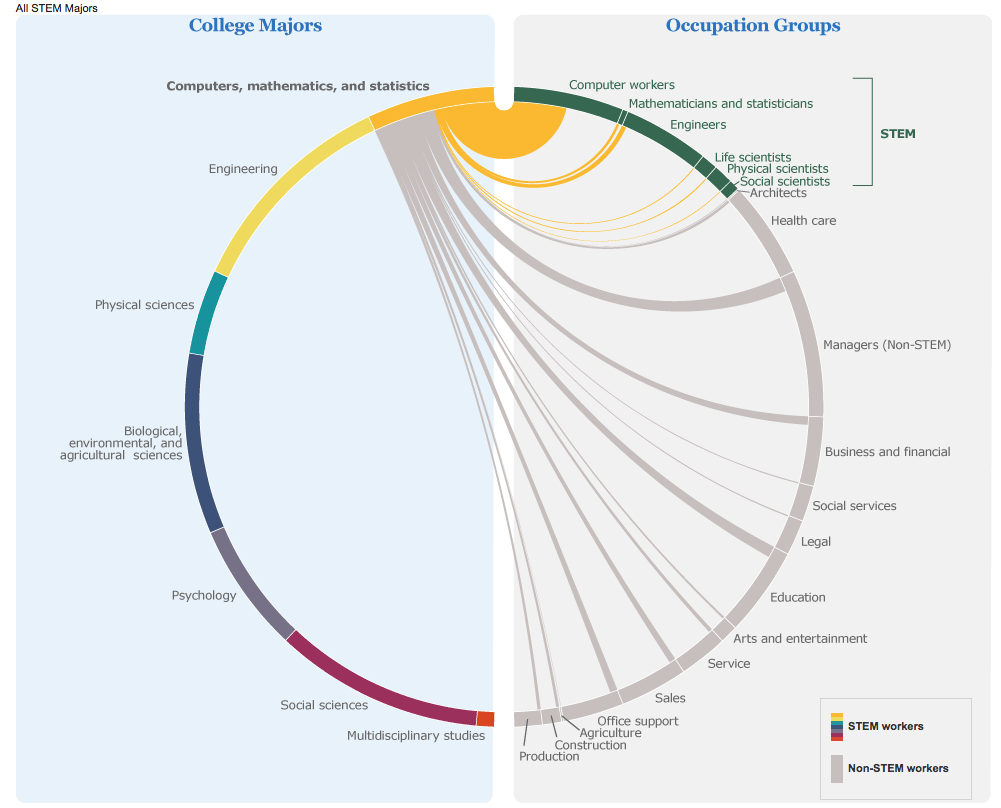 All STEM Majors
College Majors
Occupation Groups
Computers, mathematics, and statistics
Engineering
Physical sciences
Biological,
environmental, and
agricultural sciences
Psychology
Social sciences
Multidisciplinary studies
Computer workers
Mathematicians and statisticians
Engineers
Life scientists
Physical scientists
Social scientists
Architects
STEM
Health care
Managers (Non-STEM)
Business and financial
Social services
Legal
Education
Arts and entertainment
Service
Sales
Office support
Agriculture
Construction
Production
STEM workers
Non-STEM workers